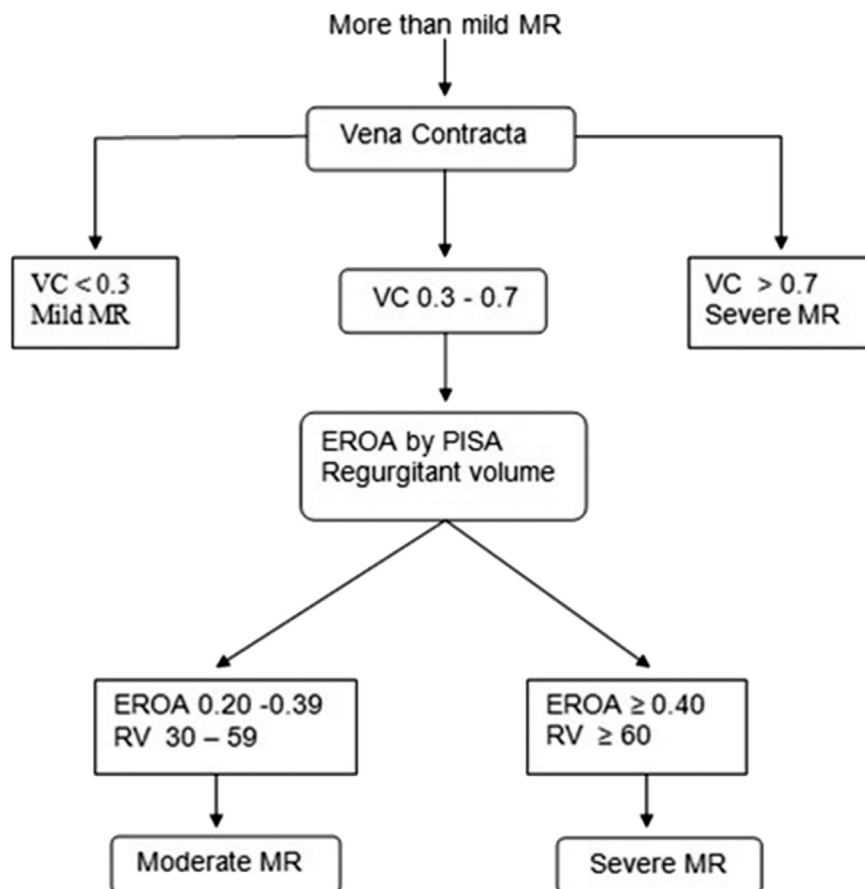 More than mild MR
Vena Contracta
VC < 0.3
Mild MR
VC 0.3 - 0.7
VC  > 0.7
Severe MR
EROA by PISA
Regurgitant volume
EROA 0.20 -0.39
RV  30 – 59
EROA ≥ 0.40
RV  ≥ 60
Moderate MR
Severe MR